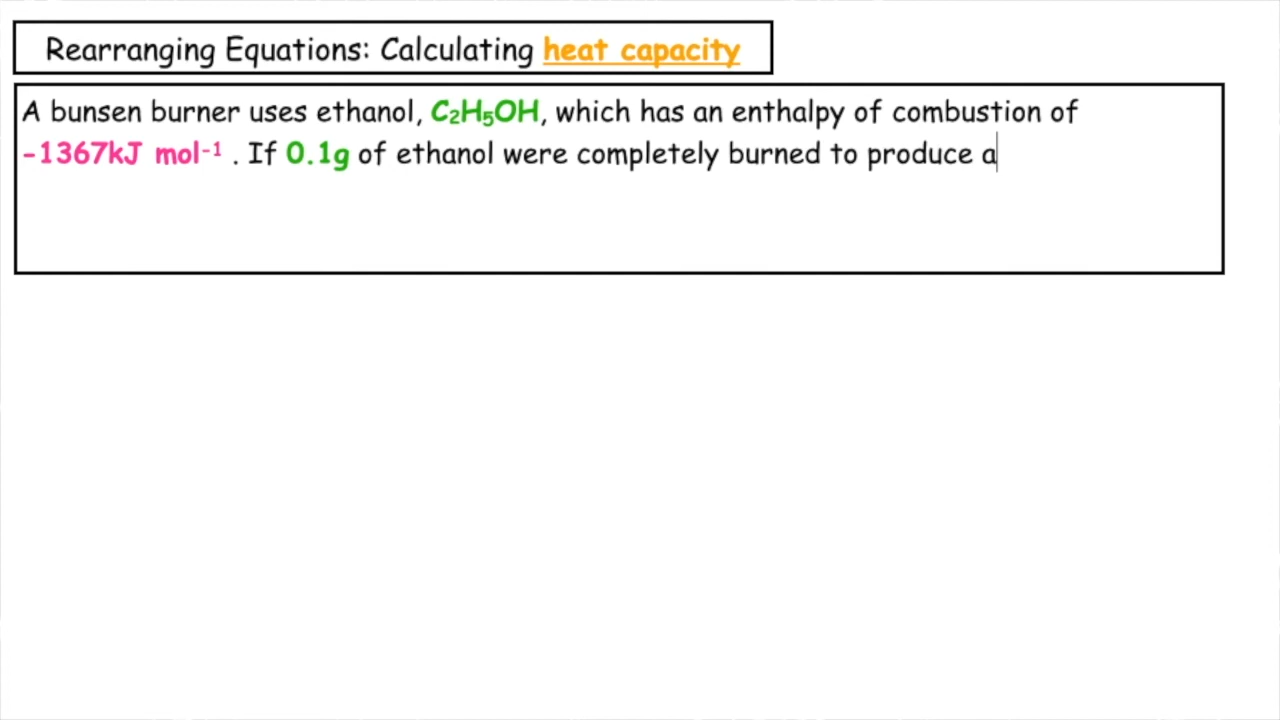 Rearranging Equations: Calculating heat capacity
A bunsen burner uses ethanol, C₂H₅OH, which has an enthalpy of combustion of
-1367kJ mol⁻¹ . If 0.1g of ethanol were completely burned to produce a